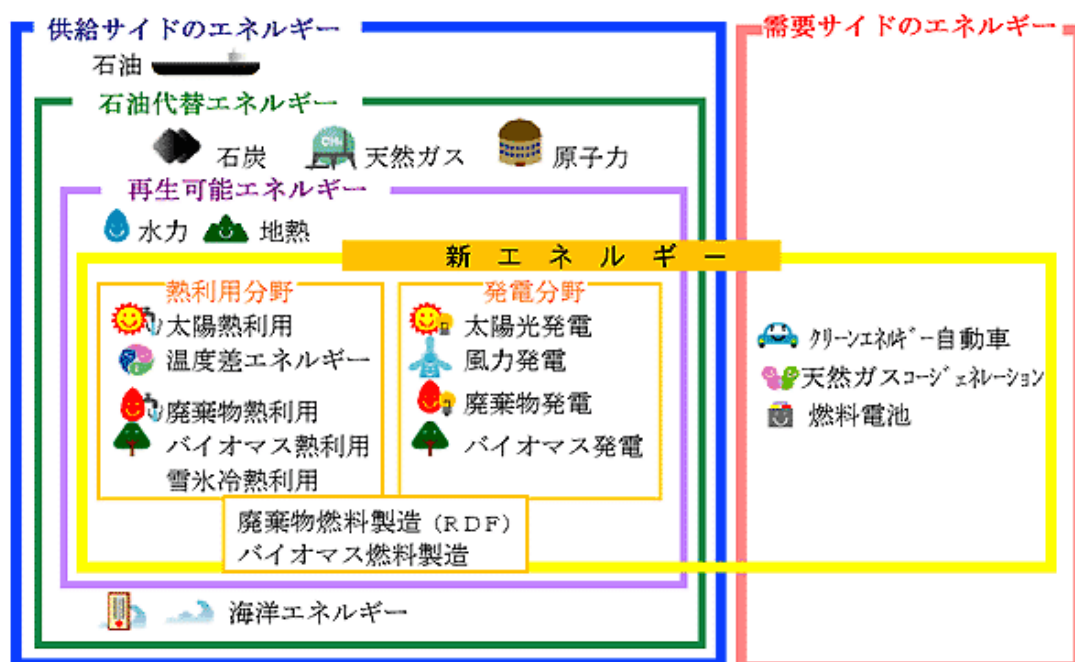 供給サイドのエネルギー
需要サイドのエネルギー
石油
石油代替エネルギー
石炭
CH₄
天然ガス
原子力
再生可能エネルギー
水力
地熱
新エネルギー
熱利用分野
太陽熱利用
温度差エネルギー
廃棄物熱利用
バイオマス熱利用
雪氷冷熱利用
発電分野
太陽光発電
風力発電
廃棄物発電
バイオマス発電
クリーンエネルギー自動車
天然ガスコージェネレーション
燃料電池
廃棄物燃料製造(RDF)
バイオマス燃料製造
海洋エネルギー